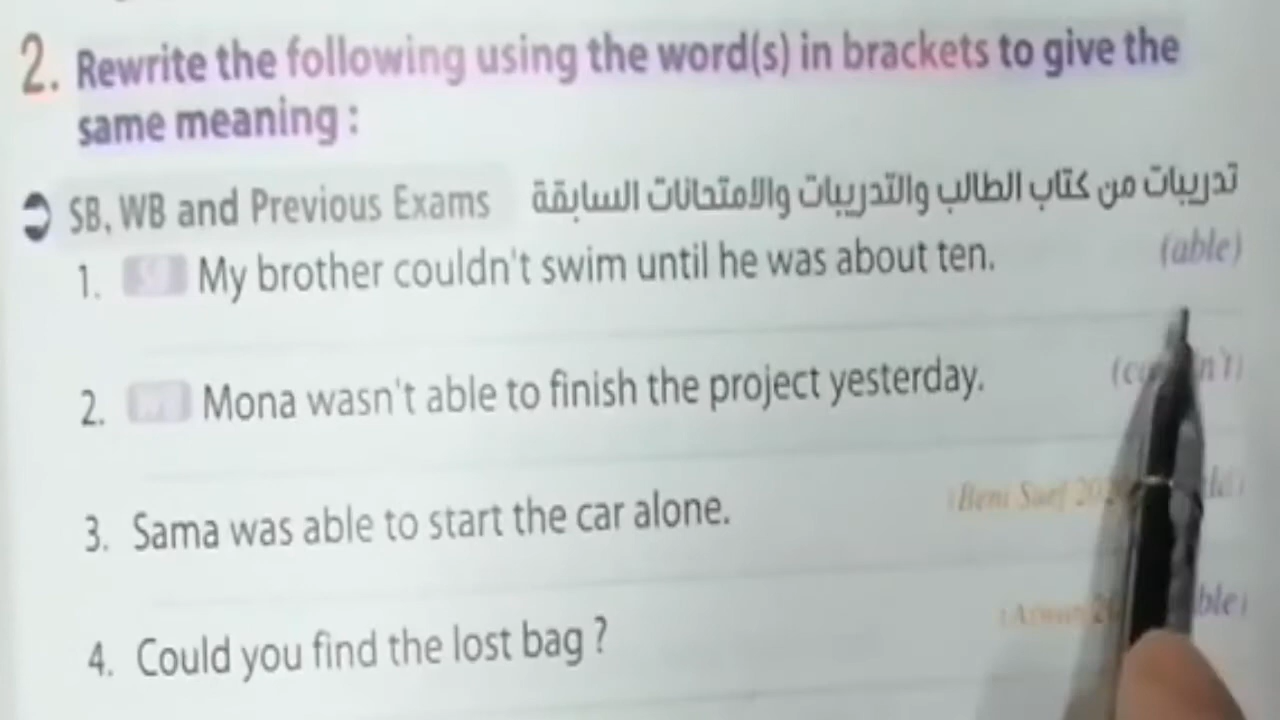 2. Rewrite the following using the word(s) in brackets to give the
same meaning :
SB, WB and Previous Exams تدريبات من كتاب الطالب والتدريبات والامتحانات السابقة
1. My brother couldn't swim until he was about ten. (able)
2. Mona wasn't able to finish the project yesterday.
3. Sama was able to start the car alone. (Beni Suef
4. Could you find the lost bag ?